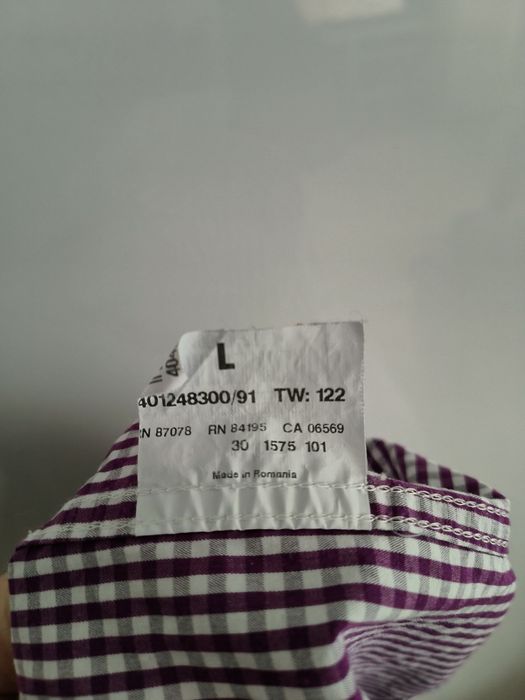 L
401248300/91 TW: 122
RN 87078 RN 84195 CA 06569
30 1575 101
Made in Romania